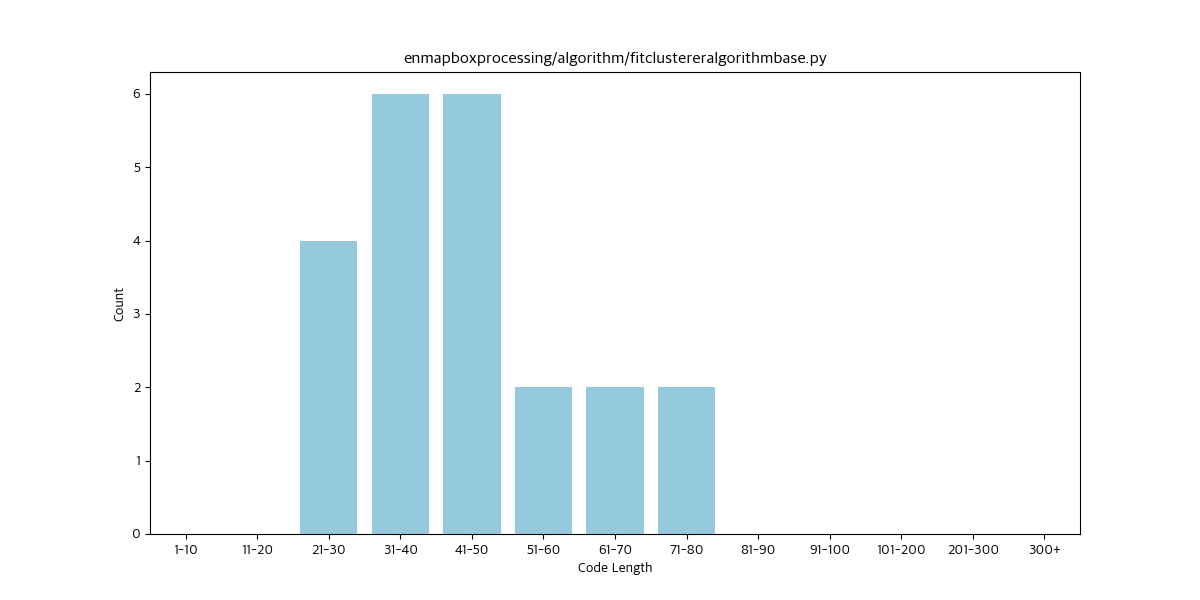 enmapboxprocessing/algorithm/fitclustereralgorithmbase.py
6
5
4
3
2
1
0
Count
1-10 11-20 21-30 31-40 41-50 51-60 61-70 71-80 81-90 91-100 101-200 201-300 300+
Code Length